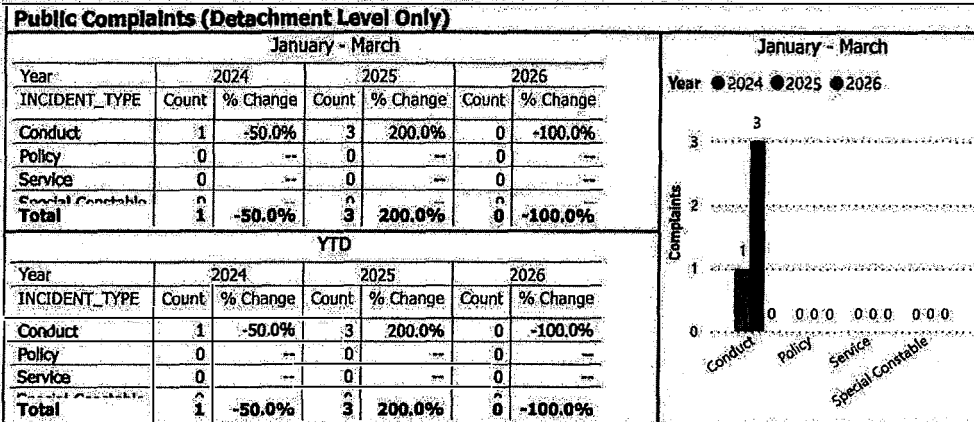 Public Complaints (Detachment Level Only)
January - March
Year 2024 2025 2026
INCIDENT_TYPE Count % Change Count % Change Count % Change
Conduct 1 -50.0% 3 200.0% 0 -100.0%
Policy 0 -- 0 -- 0 --
Service 0 -- 0 -- 0 --
Special Constable
Total 1 -50.0% 3 200.0% 0 -100.0%
YTD
Year 2024 2025 2026
INCIDENT_TYPE Count % Change Count % Change Count % Change
Conduct 1 -50.0% 3 200.0% 0 -100.0%
Policy 0 -- 0 -- 0 --
Service 0 -- 0 -- 0 --
Total 1 -50.0% 3 200.0% 0 -100.0%
January - March
Year 2024 2025 2026
Complaints
3
2
1
0
3
1
0 0 0 0 0 0 0 0 0 0
Conduct
Policy
Service
Special Constable